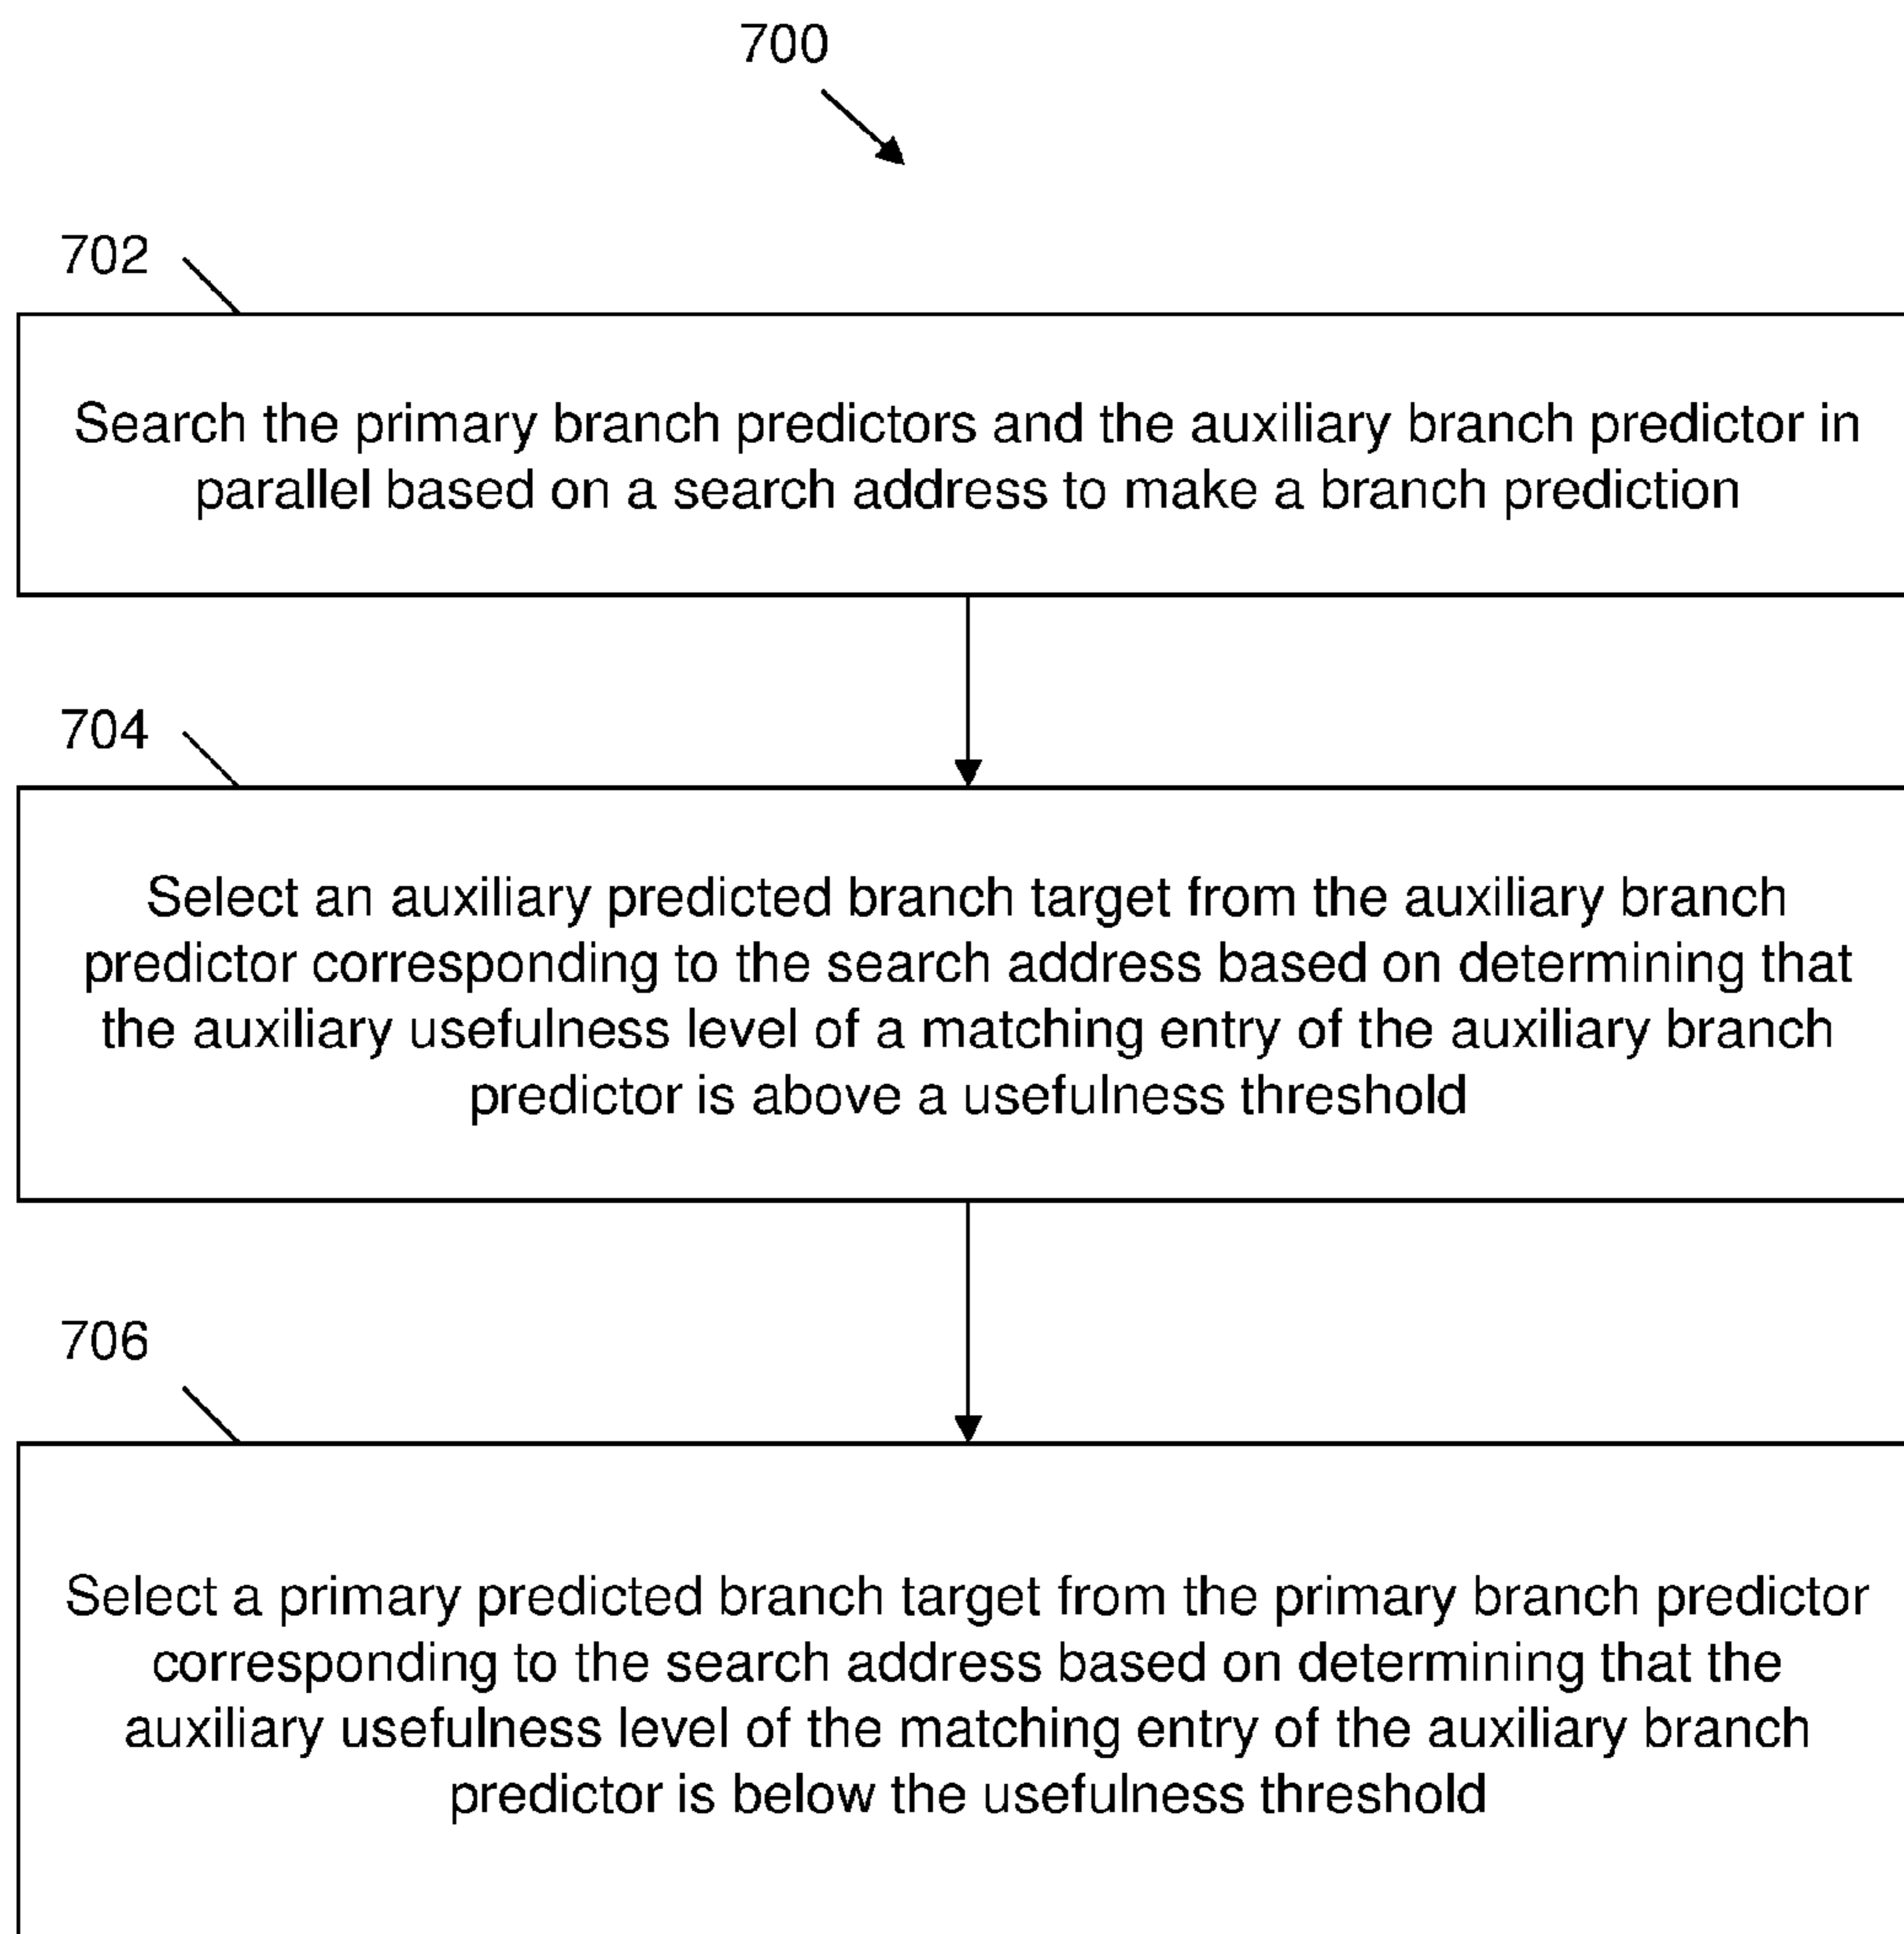 700
702
Search the primary branch predictors and the auxiliary branch predictor in
parallel based on a search address to make a branch prediction
704
Select an auxiliary predicted branch target from the auxiliary branch
predictor corresponding to the search address based on determining that
the auxiliary usefulness level of a matching entry of the auxiliary branch
predictor is above a usefulness threshold
706
Select a primary predicted branch target from the primary branch predictor
corresponding to the search address based on determining that the
auxiliary usefulness level of the matching entry of the auxiliary branch
predictor is below the usefulness threshold